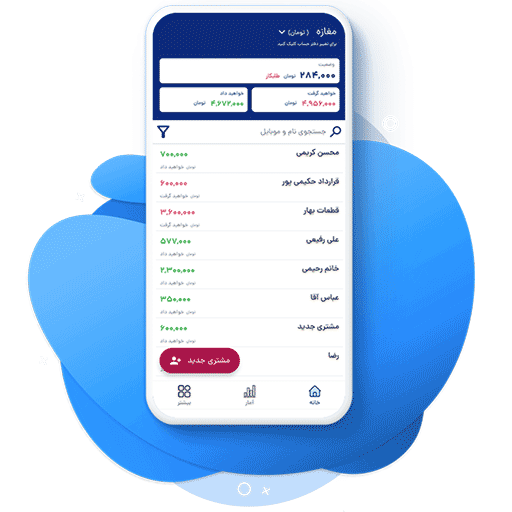 مغازه (تومان)
برای تغییر دفتر حساب کلیک کنید
وضعیت
۲۸۴,۰۰۰ تومان طلبکار
خواهید گرفت
۴,۹۵۶,۰۰۰ تومان
خواهید داد
۴,۶۷۲,۰۰۰ تومان
جستجوی نام و موبایل
محسن کریمی ۷۰۰,۰۰۰
تومان خواهید داد
قرارداد حکیمی پور ۶۰۰,۰۰۰
تومان خواهید گرفت
قطعات بهار ۳,۶۰۰,۰۰۰
تومان خواهید گرفت
علی رفیعی ۵۷۷,۰۰۰
تومان خواهید داد
خانم رحیمی ۲,۳۰۰,۰۰۰
تومان خواهید داد
عباس آقا ۳۵۰,۰۰۰
تومان خواهید داد
مشتری جدید ۶۰۰,۰۰۰
تومان خواهید داد
رضا
مشتری جدید
خانه
آمار
بیشتر